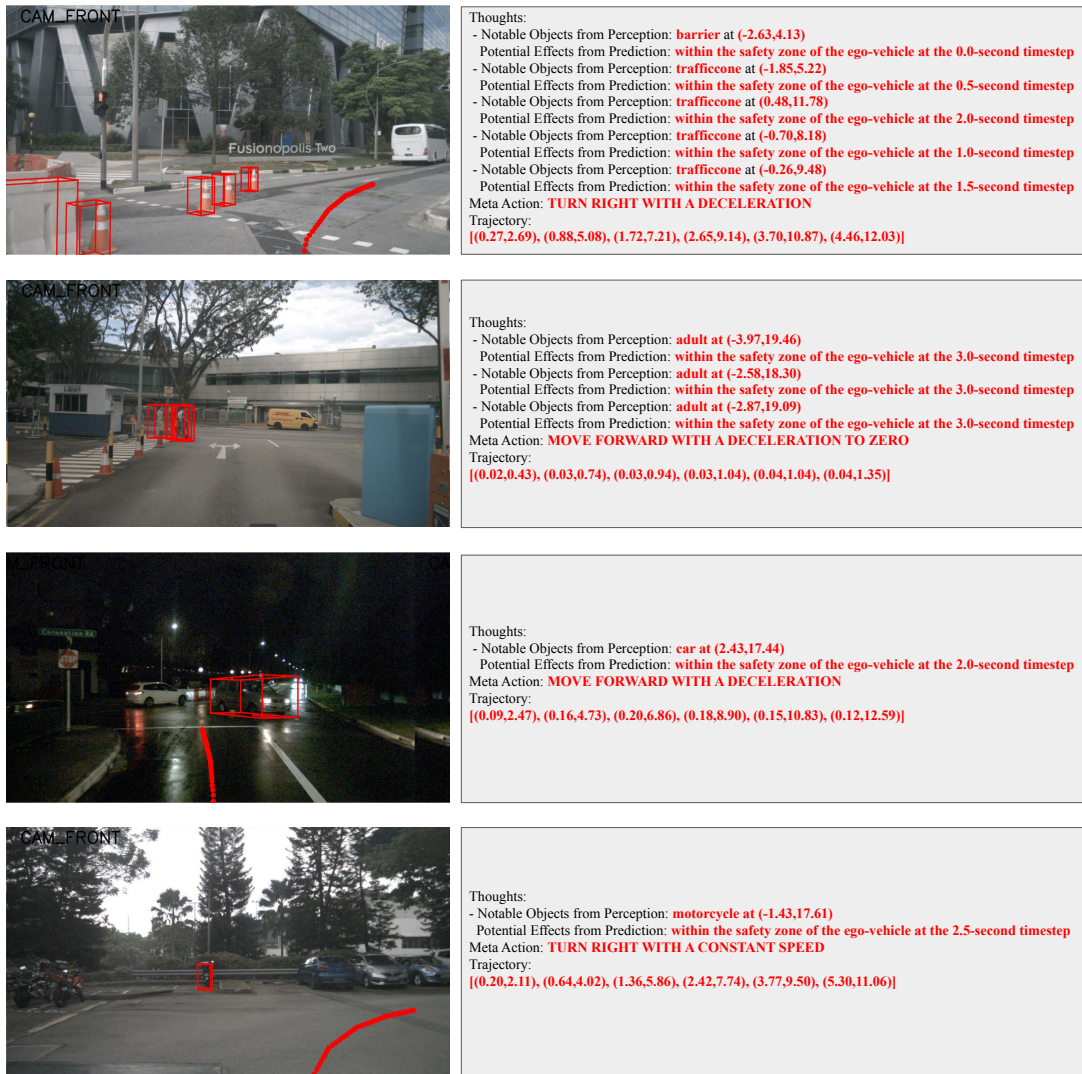 CAM_FRONT
Fusionopolis Two
Thoughts:
- Notable Objects from Perception: barrier at (-2.63,4.13)
Potential Effects from Prediction: within the safety zone of the ego-vehicle at the 0.0-second timestep
- Notable Objects from Perception: trafficcone at (-1.85,5.22)
Potential Effects from Prediction: within the safety zone of the ego-vehicle at the 0.5-second timestep
- Notable Objects from Perception: trafficcone at (0.48,11.78)
Potential Effects from Prediction: within the safety zone of the ego-vehicle at the 2.0-second timestep
- Notable Objects from Perception: trafficcone at (-0.70,8.18)
Potential Effects from Prediction: within the safety zone of the ego-vehicle at the 1.0-second timestep
- Notable Objects from Perception: trafficcone at (-0.26,9.48)
Potential Effects from Prediction: within the safety zone of the ego-vehicle at the 1.5-second timestep
Meta Action: TURN RIGHT WITH A DECELERATION
Trajectory:
[(0.27,2.69), (0.88,5.08), (1.72,7.21), (2.65,9.14), (3.70,10.87), (4.46,12.03)]
CAM_FRONT
Thoughts:
- Notable Objects from Perception: adult at (-3.97,19.46)
Potential Effects from Prediction: within the safety zone of the ego-vehicle at the 3.0-second timestep
- Notable Objects from Perception: adult at (-2.58,18.30)
Potential Effects from Prediction: within the safety zone of the ego-vehicle at the 3.0-second timestep
- Notable Objects from Perception: adult at (-2.87,19.09)
Potential Effects from Prediction: within the safety zone of the ego-vehicle at the 3.0-second timestep
Meta Action: MOVE FORWARD WITH A DECELERATION TO ZERO
Trajectory:
[(0.02,0.43), (0.03,0.74), (0.03,0.94), (0.03,1.04), (0.04,1.04), (0.04,1.35)]
M_FRONT
CA
Coronation Rd
STOP
Thoughts:
- Notable Objects from Perception: car at (2.43,17.44)
Potential Effects from Prediction: within the safety zone of the ego-vehicle at the 2.0-second timestep
Meta Action: MOVE FORWARD WITH A DECELERATION
Trajectory:
[(0.09,2.47), (0.16,4.73), (0.20,6.86), (0.18,8.90), (0.15,10.83), (0.12,12.59)]
CAM_FRONT
Thoughts:
- Notable Objects from Perception: motorcycle at (-1.43,17.61)
Potential Effects from Prediction: within the safety zone of the ego-vehicle at the 2.5-second timestep
Meta Action: TURN RIGHT WITH A CONSTANT SPEED
Trajectory:
[(0.20,2.11), (0.64,4.02), (1.36,5.86), (2.42,7.74), (3.77,9.50), (5.30,11.06)]